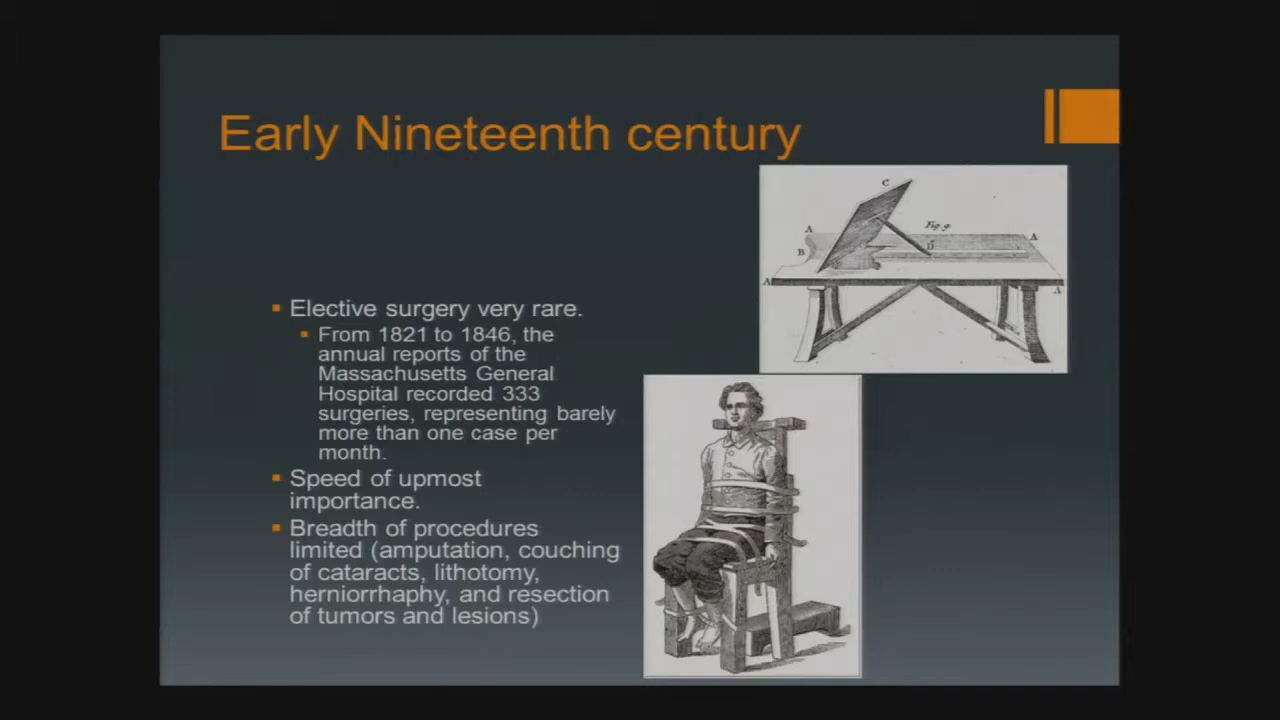 Early Nineteenth century
C
Fig. 9.
A
A
B
D
A
A
Elective surgery very rare.
From 1821 to 1846, the
annual reports of the
Massachusetts General
Hospital recorded 333
surgeries, representing barely
more than one case per
month.
Speed of upmost
importance.
Breadth of procedures
limited (amputation, couching
of cataracts, lithotomy,
herniorrhaphy, and resection
of tumors and lesions)